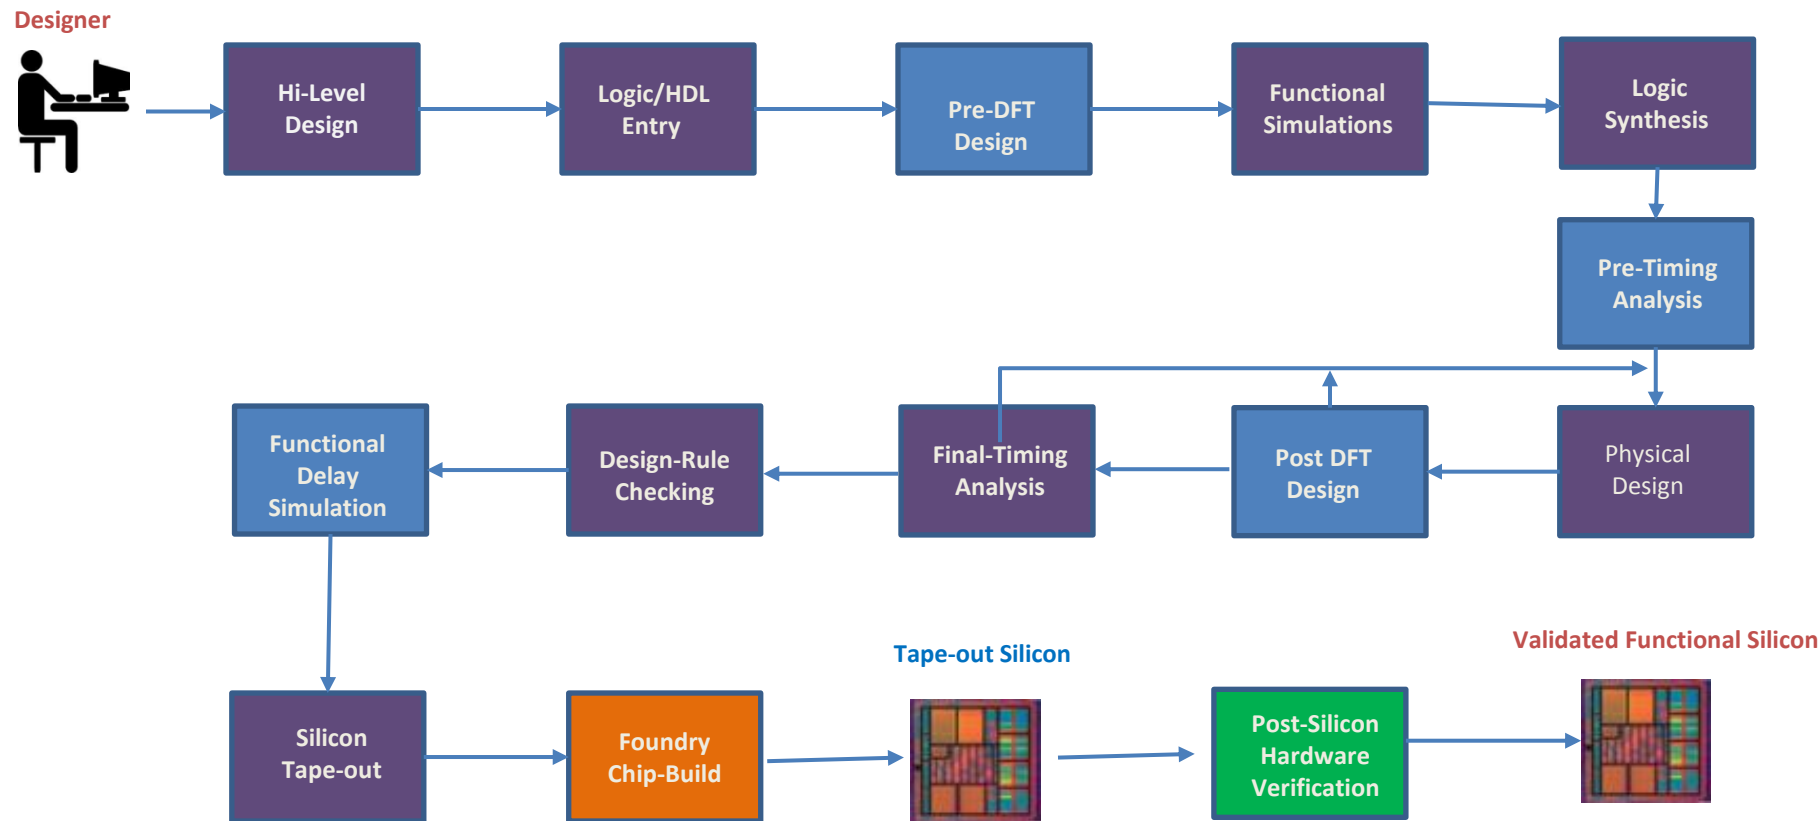 Designer
Hi-Level
Design
Logic/HDL
Entry
Pre-DFT
Design
Functional
Simulations
Logic
Synthesis
Pre-Timing
Analysis
Functional
Delay
Simulation
Design-Rule
Checking
Final-Timing
Analysis
Post DFT
Design
Physical
Design
Silicon
Tape-out
Foundry
Chip-Build
Tape-out Silicon
Post-Silicon
Hardware
Verification
Validated Functional Silicon